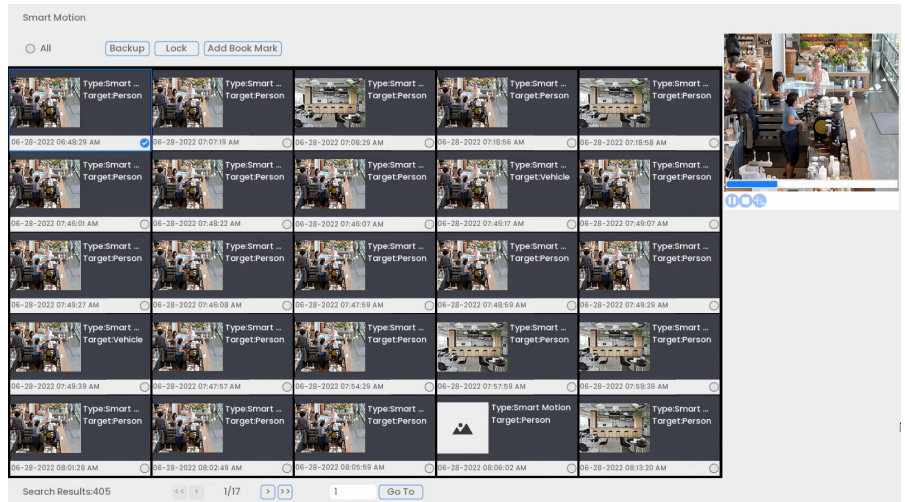 Smart Motion
All Backup Lock Add Book Mark
Type:Smart ... Type:Smart ... Type:Smart ... Type:Smart ... Type:Smart ...
Target:Person Target:Person Target:Person Target:Person Target:Person
06-28-2022 06:48:29 AM 06-28-2022 07:07:19 AM 06-28-2022 07:08:29 AM 06-28-2022 07:18:56 AM 06-28-2022 07:18:58 AM
Type:Smart ... Type:Smart ... Type:Smart ... Type:Smart ... Type:Smart ...
Target:Person Target:Person Target:Person Target:Vehicle Target:Person
06-28-2022 07:46:01 AM 06-28-2022 07:48:22 AM 06-28-2022 07:46:07 AM 06-28-2022 07:46:17 AM 06-28-2022 07:49:07 AM
Type:Smart ... Type:Smart ... Type:Smart ... Type:Smart ... Type:Smart ...
Target:Person Target:Person Target:Person Target:Person Target:Person
06-28-2022 07:49:27 AM 06-28-2022 07:46:08 AM 06-28-2022 07:47:59 AM 06-28-2022 07:48:59 AM 06-28-2022 07:49:29 AM
Type:Smart ... Type:Smart ... Type:Smart ... Type:Smart ... Type:Smart ...
Target:Vehicle Target:Person Target:Person Target:Person Target:Person
06-28-2022 07:49:39 AM 06-28-2022 07:47:57 AM 06-28-2022 07:54:29 AM 06-28-2022 07:57:59 AM 06-28-2022 07:58:39 AM
Type:Smart ... Type:Smart ... Type:Smart ... Type:Smart Motion Type:Smart ...
Target:Person Target:Person Target:Person Target:Person Target:Person
06-28-2022 08:01:28 AM 06-28-2022 08:02:49 AM 06-28-2022 08:05:59 AM 06-28-2022 08:06:02 AM 06-28-2022 08:13:20 AM
Search Results:405 << < 1/17 > >> 1 Go To